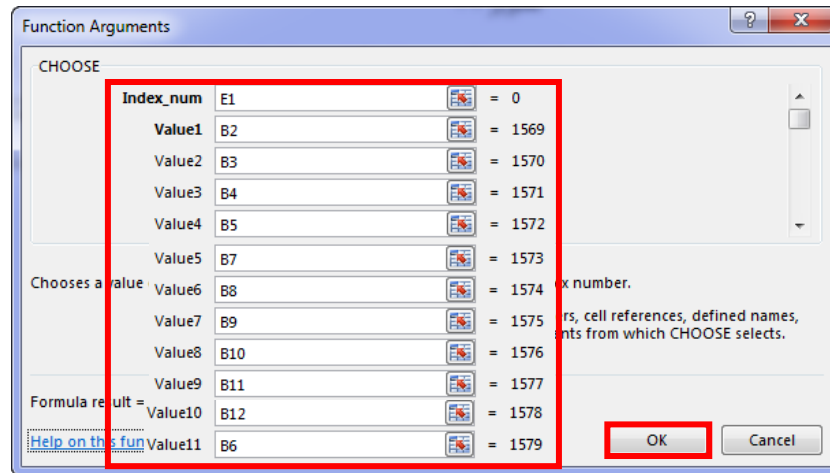 Function Arguments
CHOOSE
Index_num E1 = 0
Value1 B2 = 1569
Value2 B3 = 1570
Value3 B4 = 1571
Value4 B5 = 1572
Value5 B7 = 1573
Chooses a value x number.
Value6 B8 = 1574
Value7 B9 = 1575 rs, cell references, defined names,
nts from which CHOOSE selects.
Value8 B10 = 1576
Value9 B11 = 1577
Formula result =
Value10 B12 = 1578
Help on this fun Value11 B6 = 1579 OK Cancel